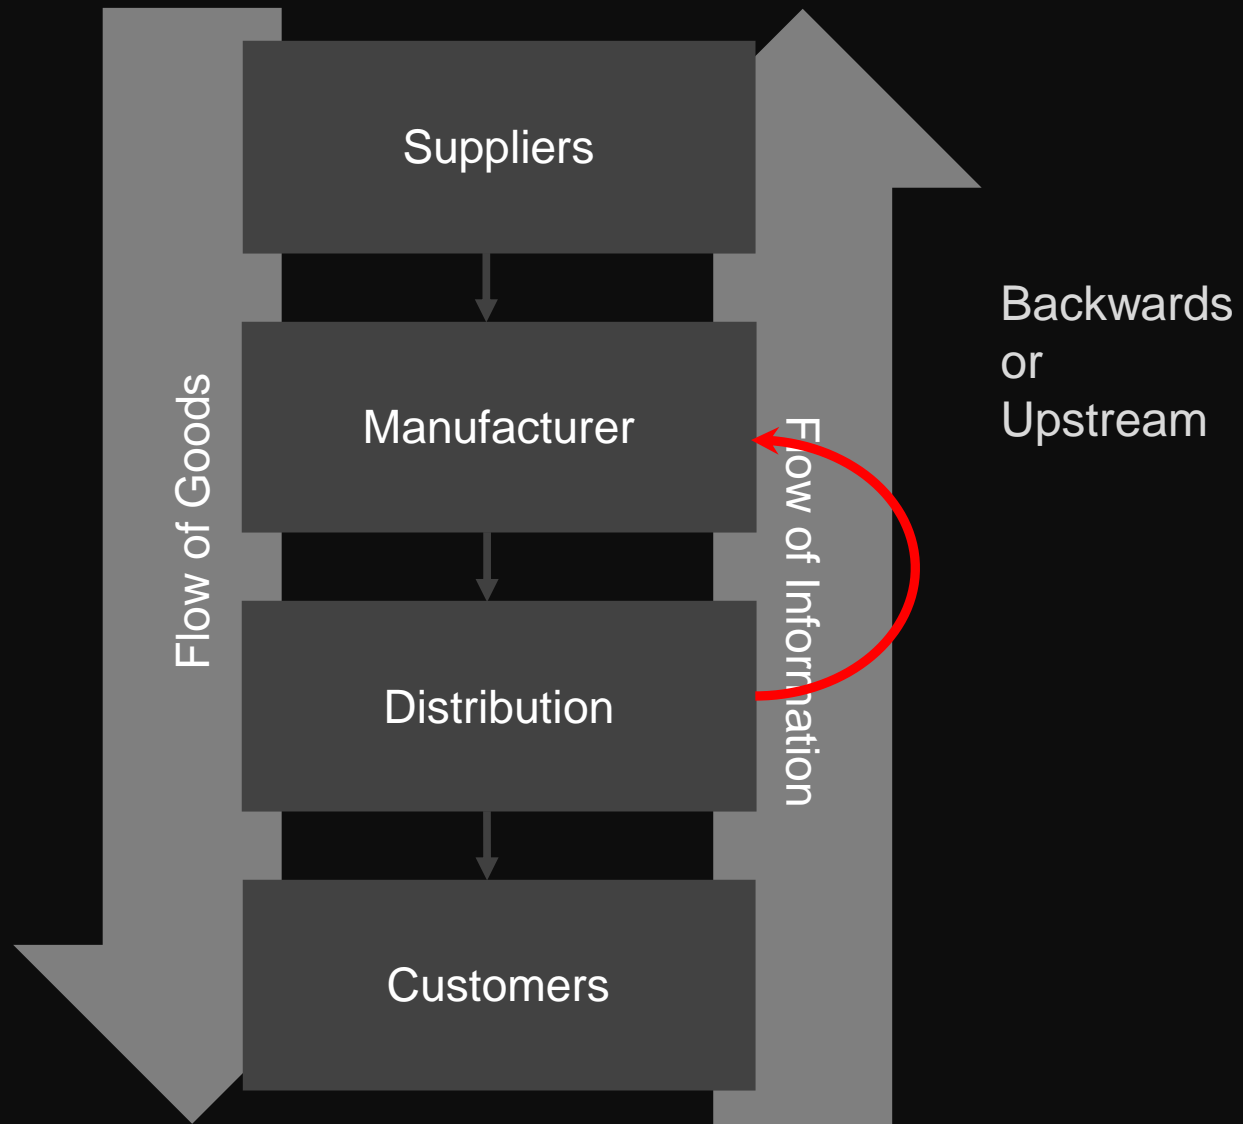 Suppliers
Manufacturer
Distribution
Customers
Flow of Goods
Flow of Information
Backwards
or
Upstream